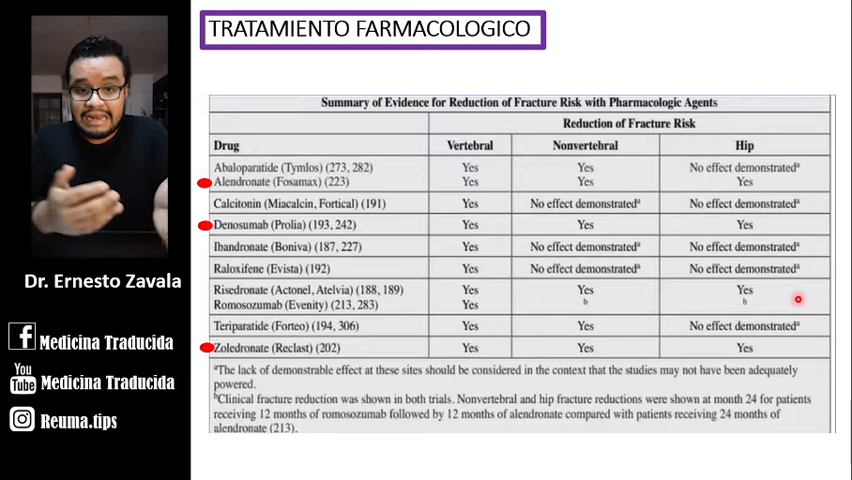 TRATAMIENTO FARMACOLOGICO
Summary of Evidence for Reduction of Fracture Risk with Pharmacologic Agents
Reduction of Fracture Risk
Drug Vertebral Nonvertebral Hip
Abaloparatide (Tymlos) (273, 282) Yes Yes No effect demonstratedᵃ
Alendronate (Fosamax) (223) Yes Yes Yes
Calcitonin (Miacalcin, Fortical) (191) Yes No effect demonstratedᵃ No effect demonstratedᵃ
Denosumab (Prolia) (193, 242) Yes Yes Yes
Ibandronate (Boniva) (187, 227) Yes No effect demonstratedᵃ No effect demonstratedᵃ
Raloxifene (Evista) (192) Yes No effect demonstratedᵃ No effect demonstratedᵃ
Risedronate (Actonel, Atelvia) (188, 189) Yes Yes Yes
Romosozumab (Evenity) (213, 283) Yes b b
Teriparatide (Forteo) (194, 306) Yes Yes No effect demonstratedᵃ
Zoledronate (Reclast) (202) Yes Yes Yes
ᵃThe lack of demonstrable effect at these sites should be considered in the context that the studies may not have been adequately
powered.
ᵇClinical fracture reduction was shown in both trials. Nonvertebral and hip fracture reductions were shown at month 24 for patients
receiving 12 months of romosozumab followed by 12 months of alendronate compared with patients receiving 24 months of
alendronate (213).
Dr. Ernesto Zavala
f Medicina Traducida
You Tube Medicina Traducida
Reuma.tips